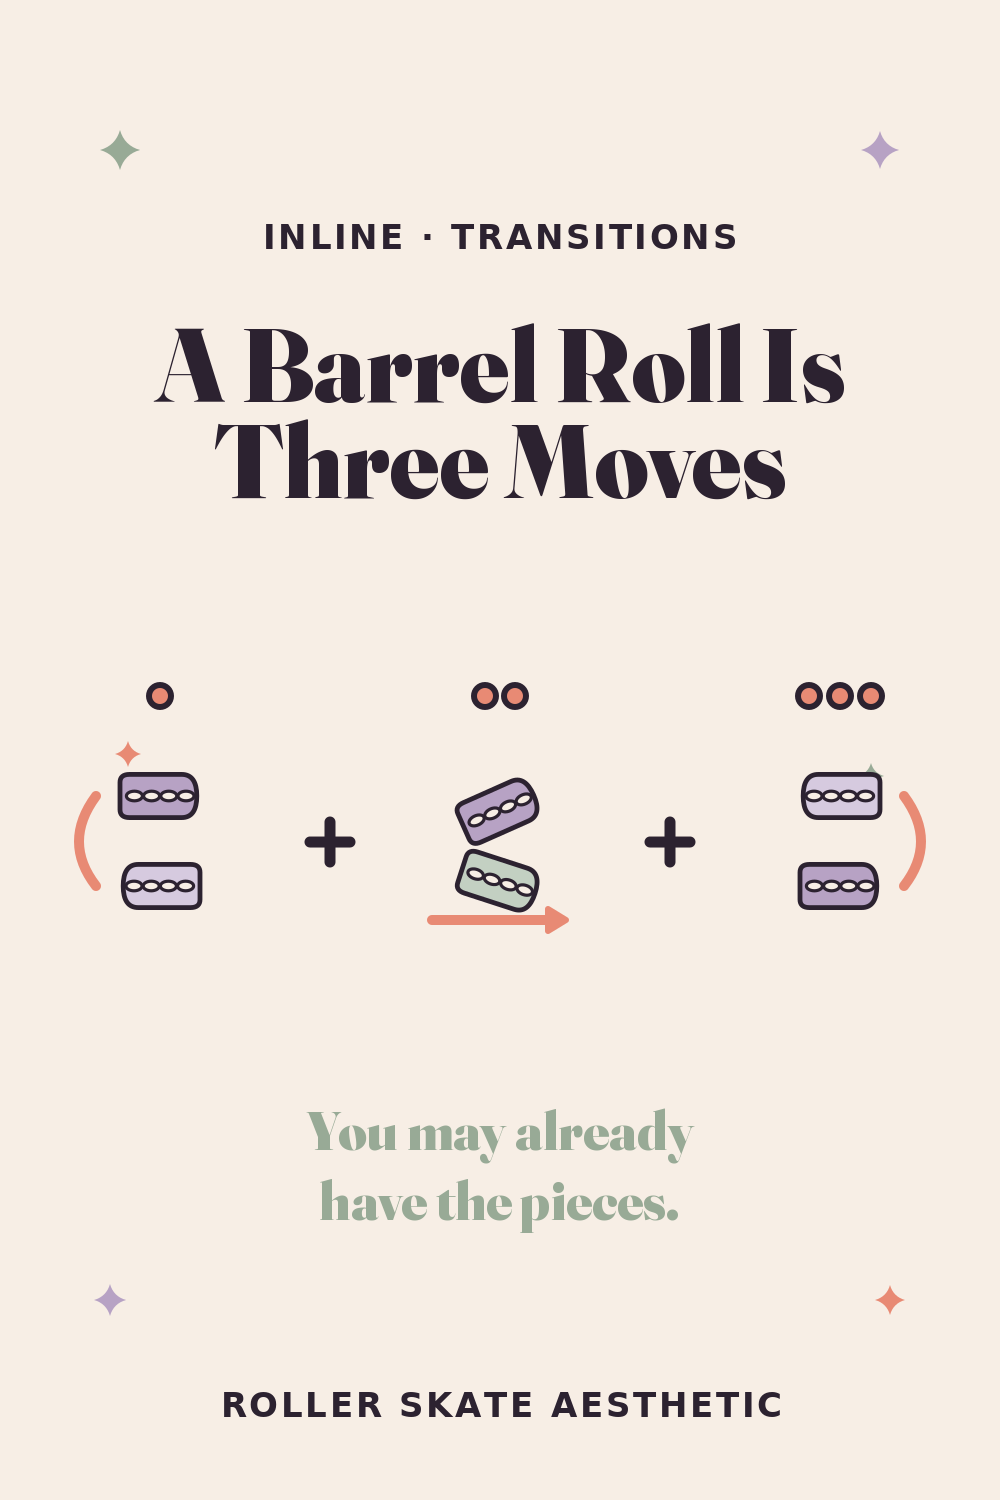 INLINE · TRANSITIONS
A Barrel Roll Is
Three Moves
You may already
have the pieces.
ROLLER SKATE AESTHETIC